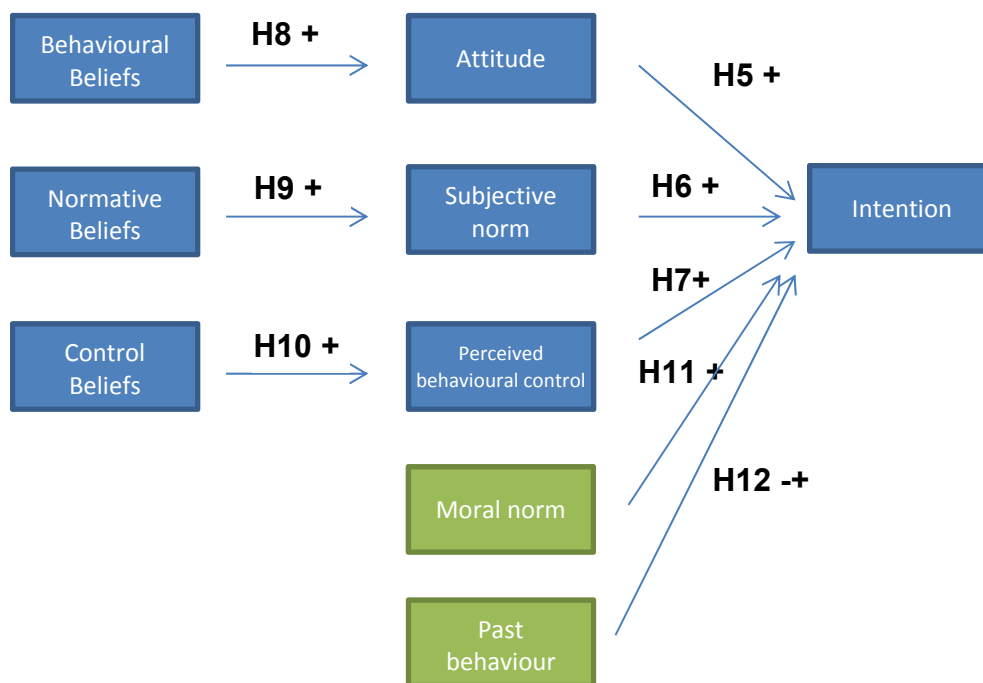 Behavioural
Beliefs
H8 +
Attitude
H5 +
Normative
Beliefs
H9 +
Subjective
norm
H6 +
Intention
Control
Beliefs
H10 +
Perceived
behavioural control
H7+
H11 +
Moral norm
H12 -+
Past
behaviour